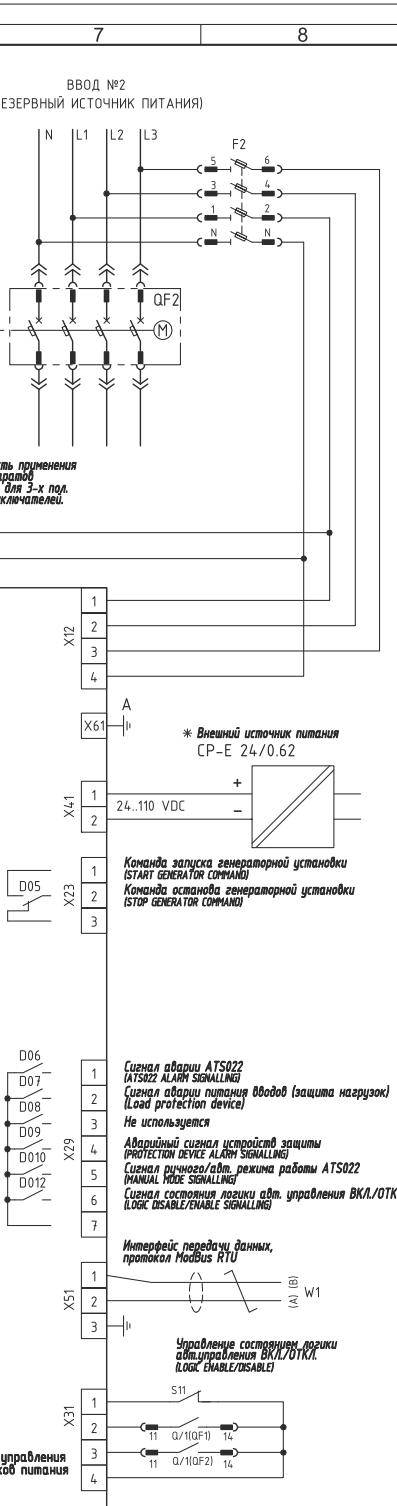 7 8
ВВОД №2
ЕЗЕРВНЫЙ ИСТОЧНИК ПИТАНИЯ)
N L1 L2 L3
F2
5 6
3 4
1 2
N N
QF2
M
ть применения
аратов
для 3-х пол.
ключателей.
X12
1
2
3
4
X61
A
* Внешний источник питания
CP-E 24/0.62
X41
1
2
24..110 VDC
+
-
X23
1
2
3
DO5
Команда запуска генераторной установки
(START GENERATOR COMMAND)
Команда останова генераторной установки
(STOP GENERATOR COMMAND)
DO6
DO7
DO8
DO9
DO10
DO12
X29
1
2
3
4
5
6
7
Сигнал аварии ATS022
(ATS022 ALARM SIGNALLING)
Сигнал аварии питания вводов (защита нагрузок)
(Load protection device)
Не используется
Аварийный сигнал устройств защиты
(PROTECTION DEVICE ALARM SIGNALLING)
Сигнал ручного/авт. режима работы ATS022
(MANUAL MODE SIGNALLING)
Сигнал состояния логики авт. управления ВКЛ./ОТК
(LOGIC DISABLE/ENABLE SIGNALLING)
Интерфейс передачи данных,
протокол ModBus RTU
X51
1
2
3
(A) (B)
W1
Управление состоянием логики
авт.управления ВКЛ./ОТКЛ.
(LOGIC ENABLE/DISABLE)
X31
1
2
3
4
S11
11 Q/1(QF1) 14
11 Q/1(QF2) 14
управления
ков питания